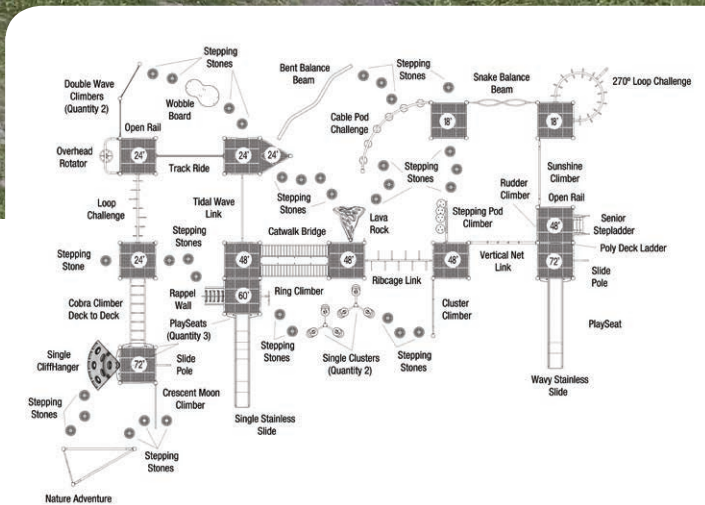 Stepping
Stones
Double Wave
Climbers
(Quantity 2)
Wobble
Board
Bent Balance
Beam
Stepping
Stones
Snake Balance
Beam
270º Loop Challenge
Cable Pod
Challenge
18"
18"
Open Rail
Overhead
Rotator
24"
Track Ride
24"
24"
Stepping
Stones
Stepping
Stones
Sunshine
Climber
Rudder
Climber
Open Rail
Loop
Challenge
Tidal Wave
Link
Lava
Rock
Stepping Pod
Climber
48"
Senior
Stepladder
Stepping
Stones
Catwalk Bridge
Poly Deck Ladder
Stepping
Stone
24"
48"
48"
Ribcage Link
48"
Vertical Net
Link
72"
Slide
Pole
Rappel
Wall
60"
Ring Climber
Cobra Climber
Deck to Deck
PlaySeats
(Quantity 3)
Cluster
Climber
PlaySeat
Single
CliffHanger
72"
Slide
Pole
Stepping
Stones
Single Clusters
(Quantity 2)
Stepping
Stones
Crescent Moon
Climber
Wavy Stainless
Slide
Stepping
Stones
Single Stainless
Slide
Stepping
Stones
Nature Adventure